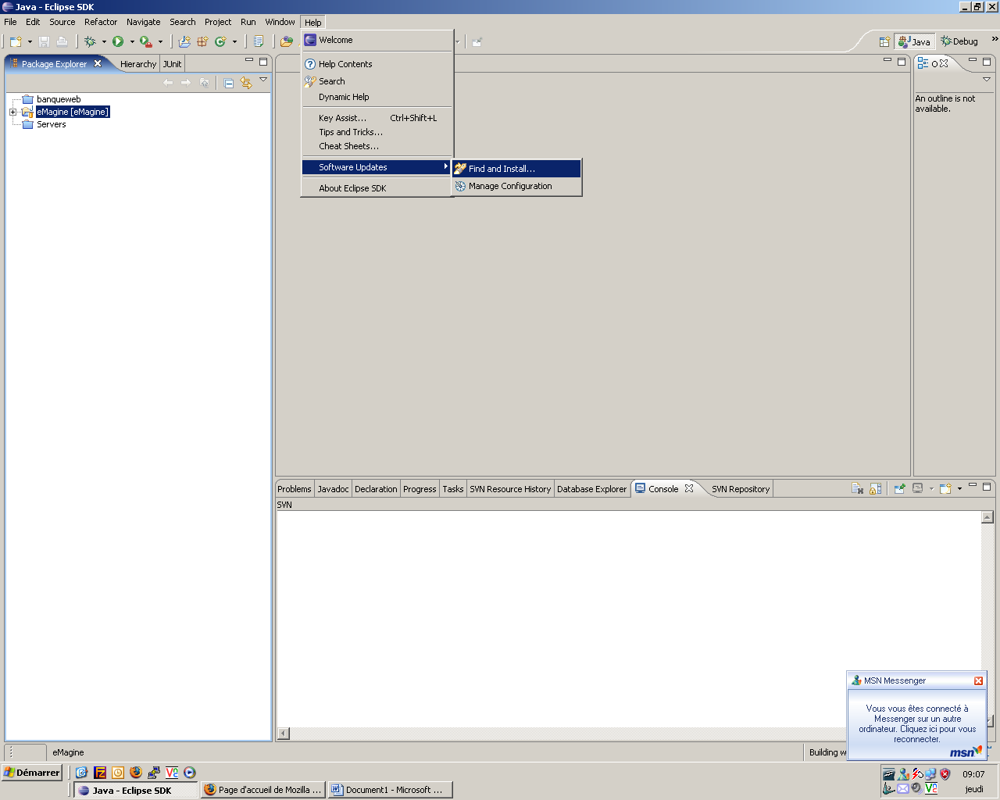 Java - Eclipse SDK
File Edit Source Refactor Navigate Search Project Run Window Help
Java Debug
Package Explorer Hierarchy JUnit
banqueweb
eMagine [eMagine]
Servers
Welcome
Help Contents
Search
Dynamic Help
Key Assist... Ctrl+Shift+L
Tips and Tricks...
Cheat Sheets...
Software Updates
About Eclipse SDK
Find and Install...
Manage Configuration
O
An outline is not
available.
Problems Javadoc Declaration Progress Tasks SVN Resource History Database Explorer Console SVN Repository
SVN
MSN Messenger
Vous vous êtes connecté à
Messenger sur un autre
ordinateur. Cliquez ici pour vous
reconnecter.
msn
eMagine
Building w
Démarrer
Java - Eclipse SDK
Page d'accueil de Mozilla ...
Document1 - Microsoft ...
09:07
jeudi